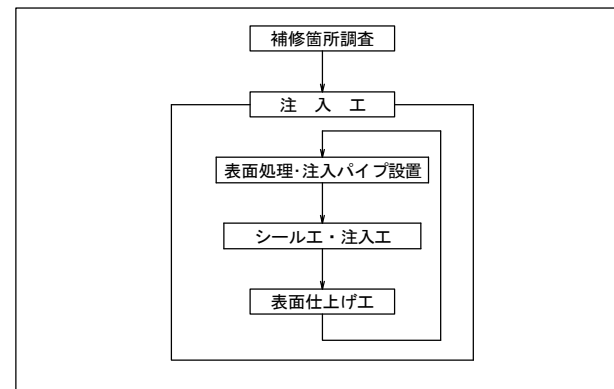 補修箇所調査
注　入　工
表面処理・注入パイプ設置
シール工・注入工
表面仕上げ工